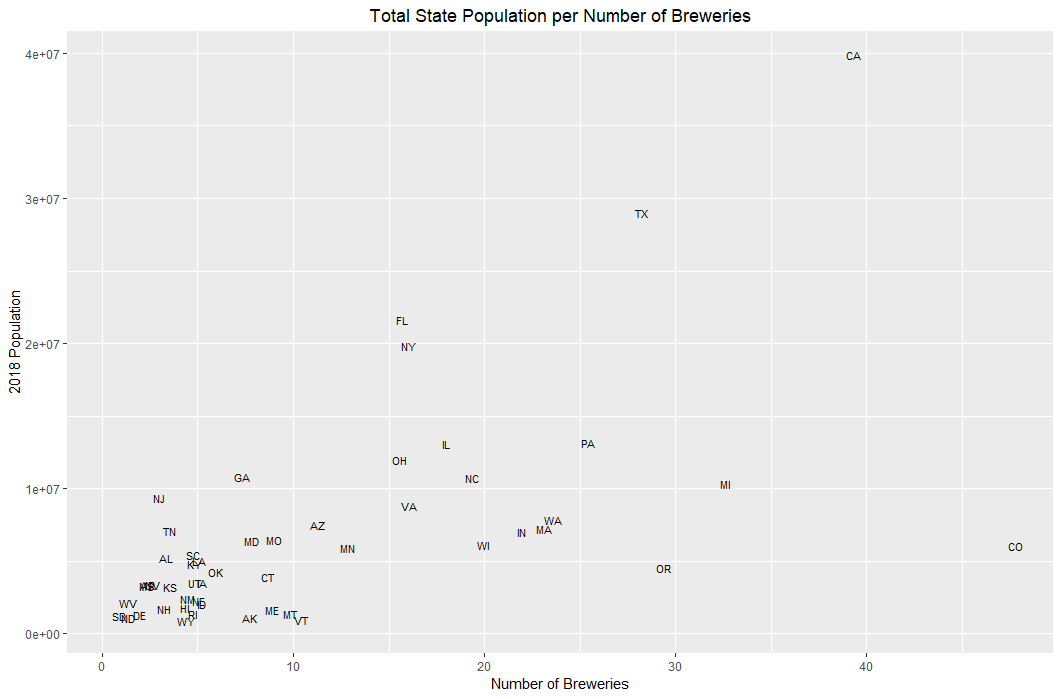 Total State Population per Number of Breweries
4e+07
CA
3e+07
TX
FL
2e+07
NY
2018 Population
IL
PA
OH
GA
NC
1e+07
MI
NJ
VA
WA
AZ
TN
MA
IN
MD
MO
WI
CO
MN
SC
AL
LA
KY
OR
OK
CT
UT
IA
KS
NM
NE
ID
WV
HI
NH
ME
DE
RI
MT
SD
ND
AK
WY
VT
0e+00
0
10
20
30
40
Number of Breweries